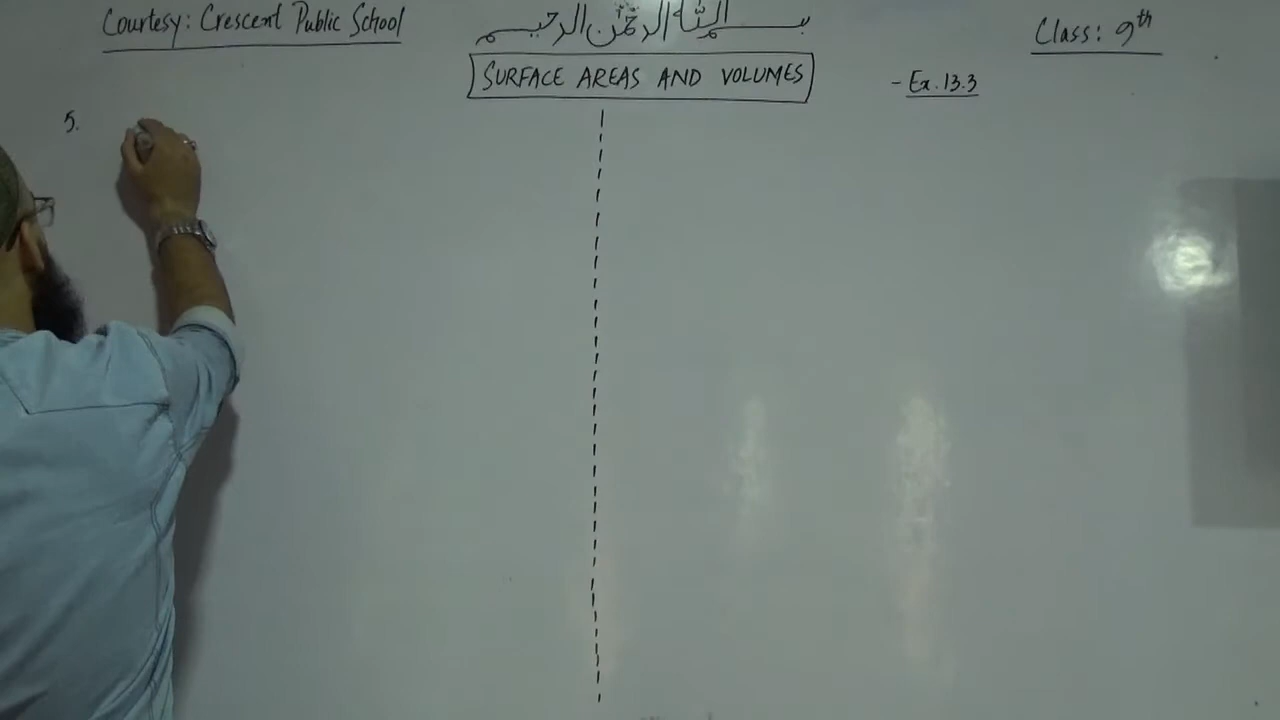 Courtesy: Crescent Public School
بسم الله الرحمن الرحيم
Class: 9th
SURFACE AREAS AND VOLUMES
- Ex. 13.3
5.